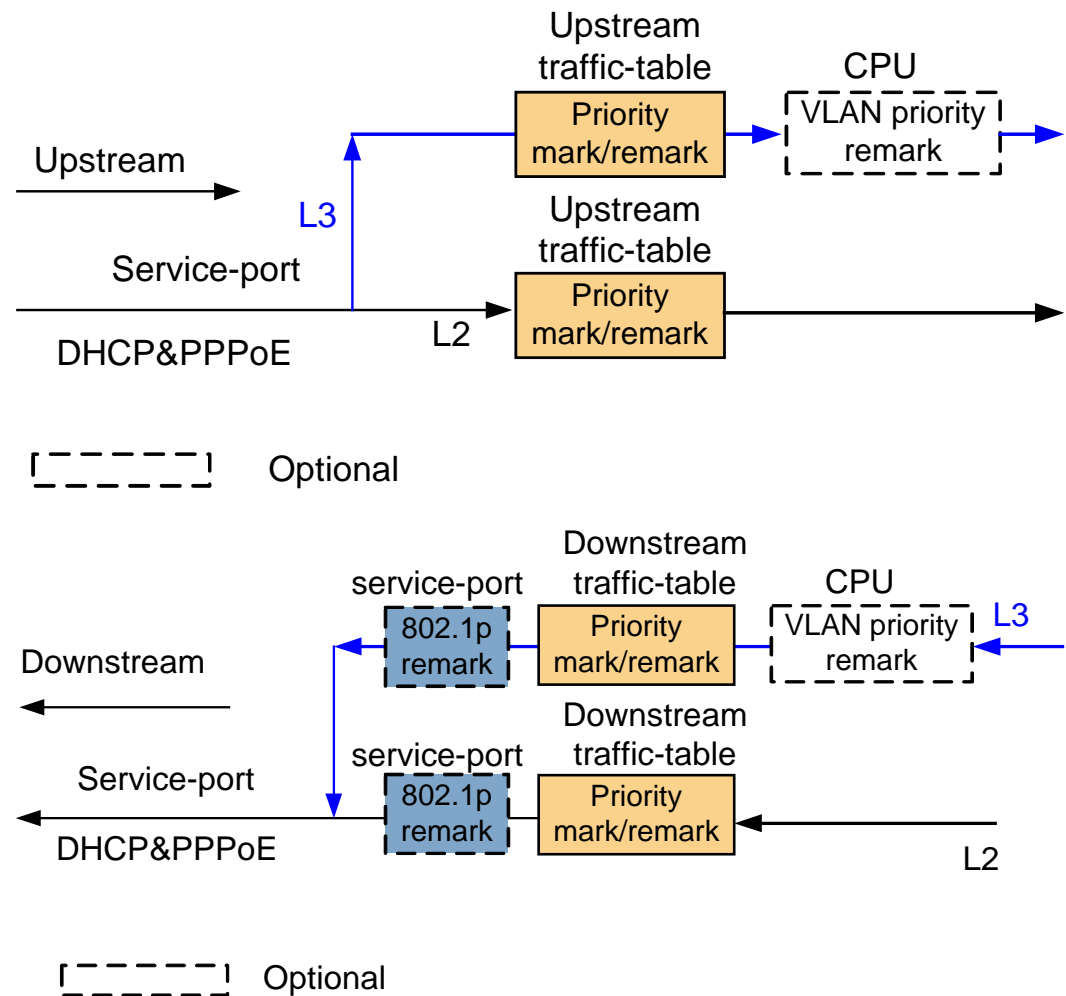 Upstream
traffic-table
CPU
Priority
mark/remark
VLAN priority
remark
Upstream
L3
Upstream
traffic-table
Service-port
Priority
mark/remark
L2
DHCP&PPPoE
Optional
Downstream
traffic-table
service-port
CPU
802.1p
remark
Priority
mark/remark
VLAN priority
remark
L3
Downstream
Downstream
traffic-table
service-port
Service-port
802.1p
remark
Priority
mark/remark
DHCP&PPPoE
L2
Optional